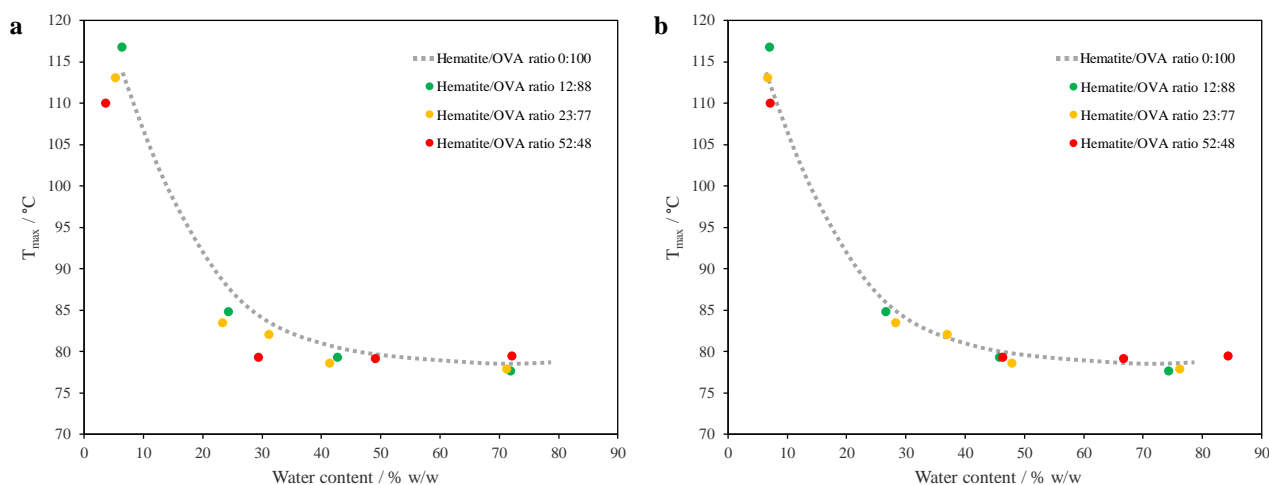 a
120
115
110
105
100
95
90
85
80
75
70
T_max / °C
0 10 20 30 40 50 60 70 80 90
Water content / % w/w
Hematite/OVA ratio 0:100
Hematite/OVA ratio 12:88
Hematite/OVA ratio 23:77
Hematite/OVA ratio 52:48
b
120
115
110
105
100
95
90
85
80
75
70
T_max / °C
0 10 20 30 40 50 60 70 80 90
Water content / % w/w
Hematite/OVA ratio 0:100
Hematite/OVA ratio 12:88
Hematite/OVA ratio 23:77
Hematite/OVA ratio 52:48